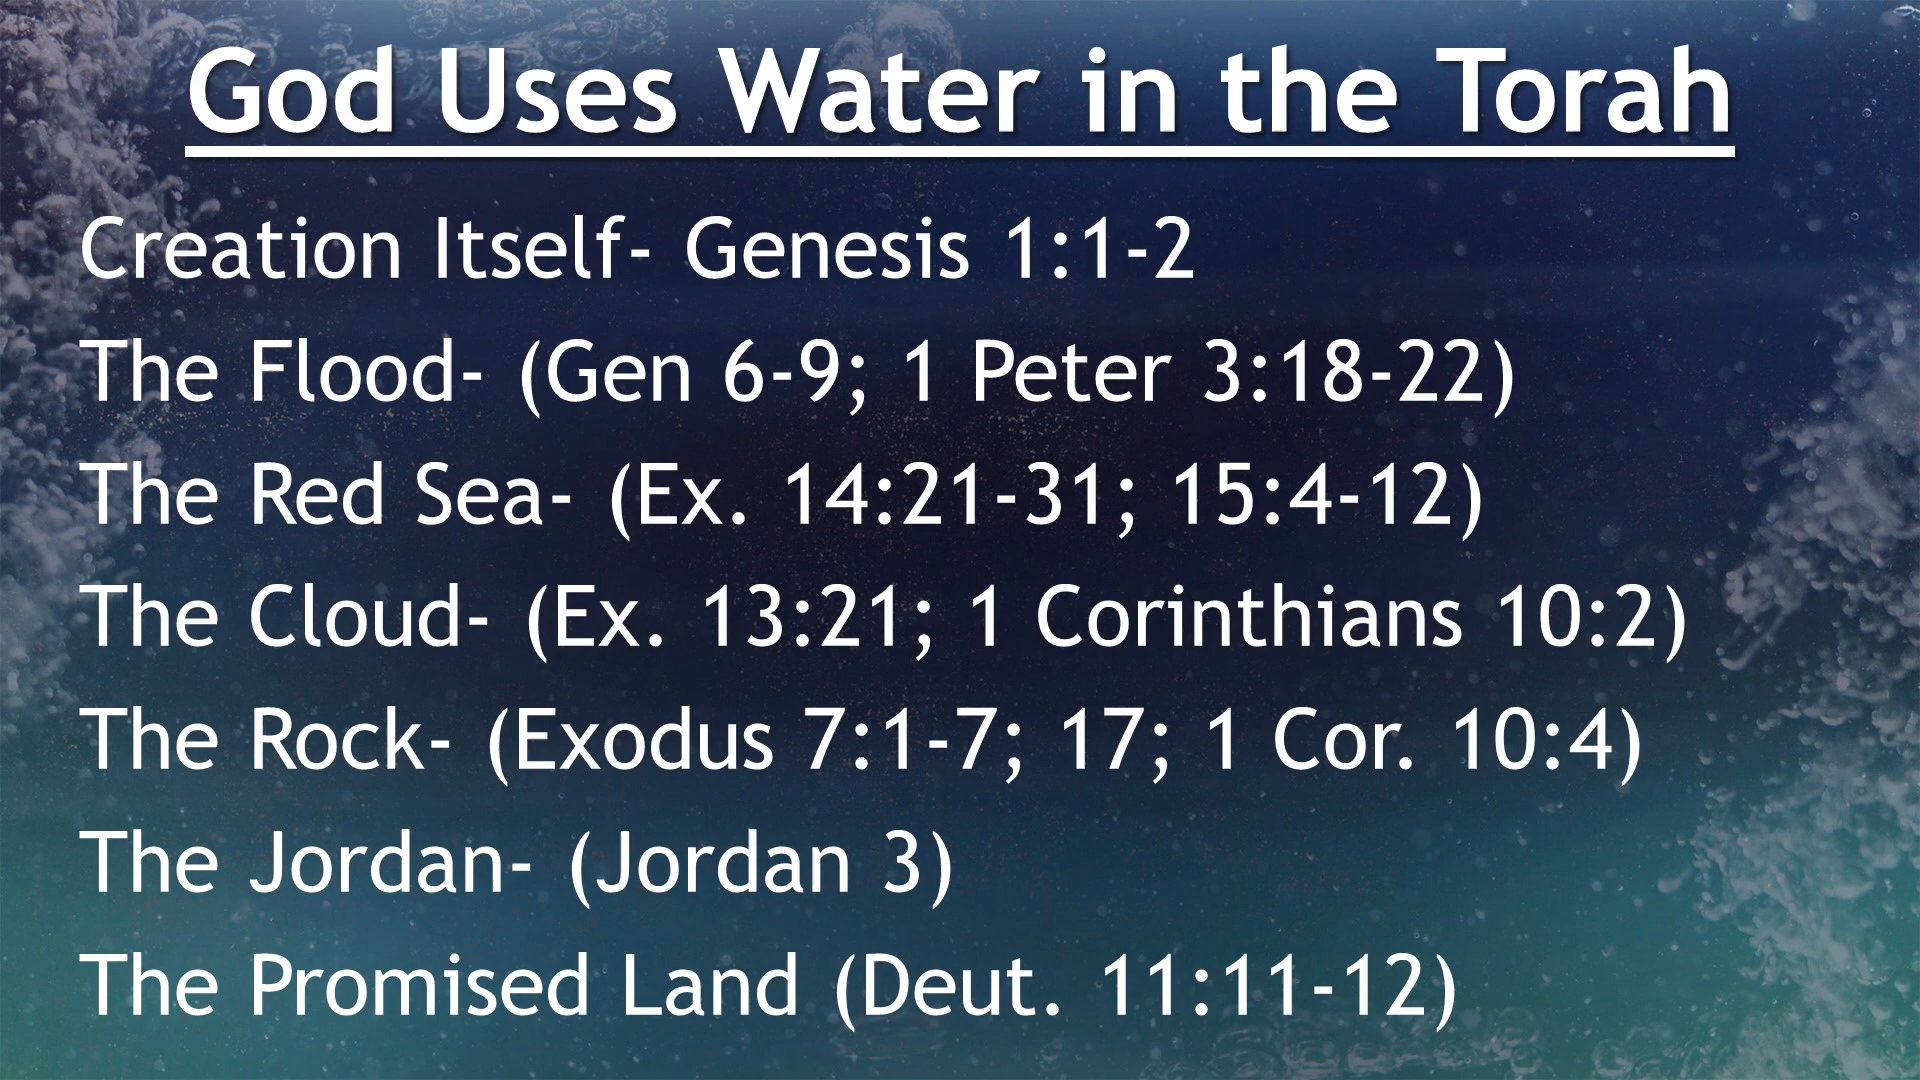 God Uses Water in the Torah
Creation Itself- Genesis 1:1-2
The Flood- (Gen 6-9; 1 Peter 3:18-22)
The Red Sea- (Ex. 14:21-31; 15:4-12)
The Cloud- (Ex. 13:21; 1 Corinthians 10:2)
The Rock- (Exodus 7:1-7; 17; 1 Cor. 10:4)
The Jordan- (Jordan 3)
The Promised Land (Deut. 11:11-12)